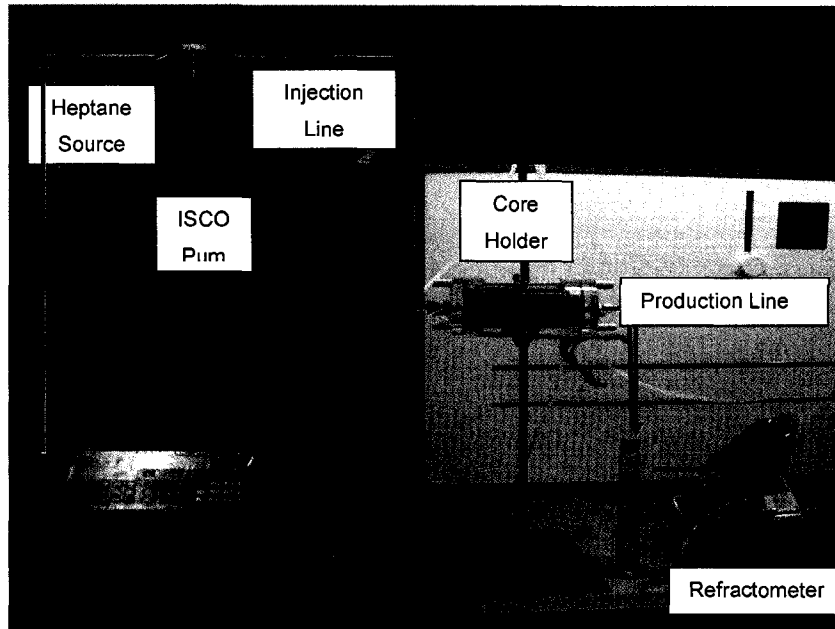 Heptane
Source
Injection
Line
ISCO
Pum
Core
Holder
Production Line
Refractometer